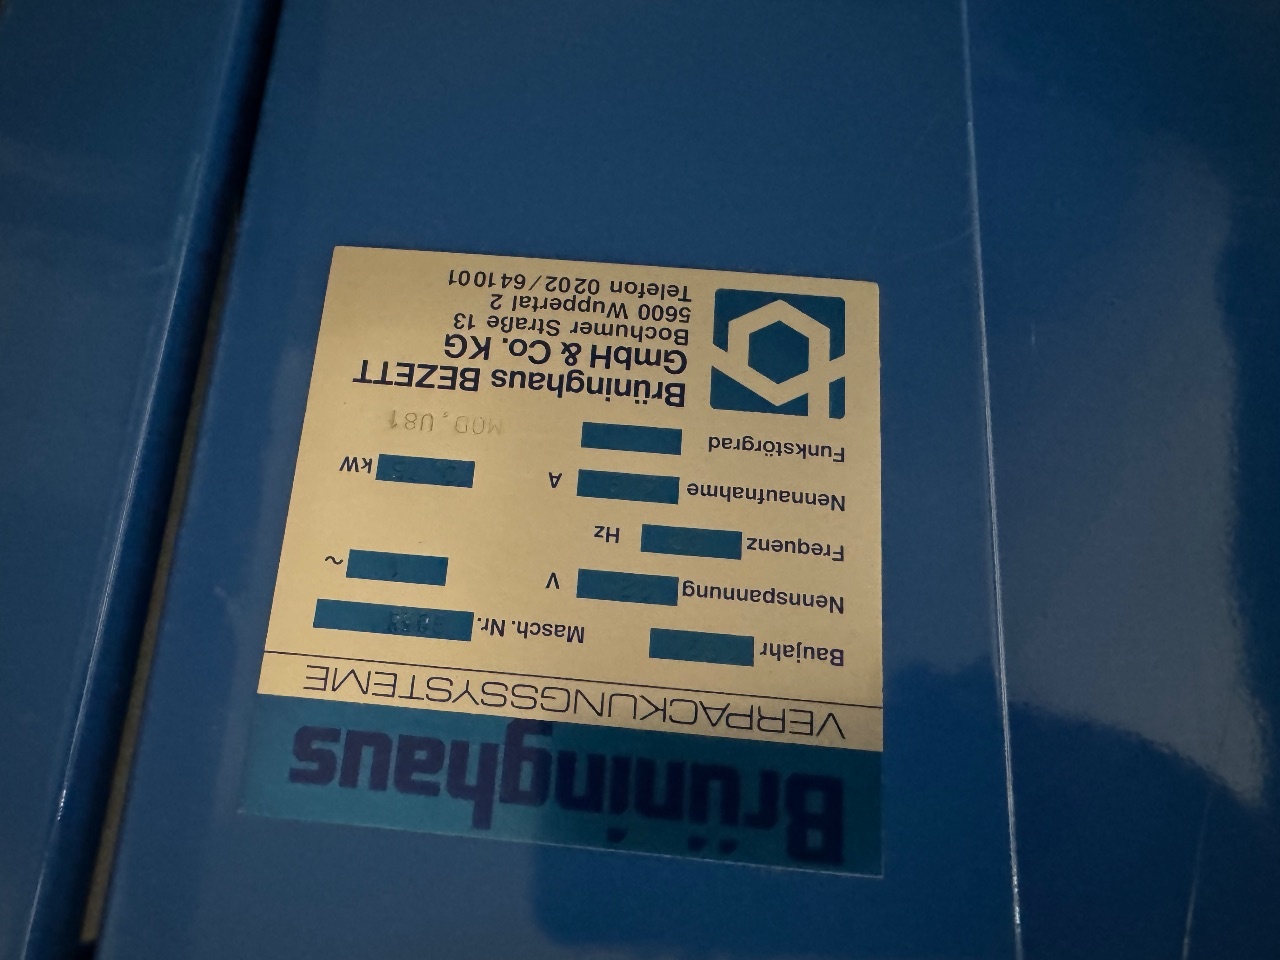 Brüninghaus
VERPACKUNGSSYSTEME
Baujahr Masch. Nr.
Nennspannung V ~
Frequenz Hz
Nennaufnahme A kW
Funkstörgrad MOD. U81
Brüninghaus BEZETT
GmbH & Co. KG
Bochumer Straße 13
5600 Wuppertal 2
Telefon 0202/641001